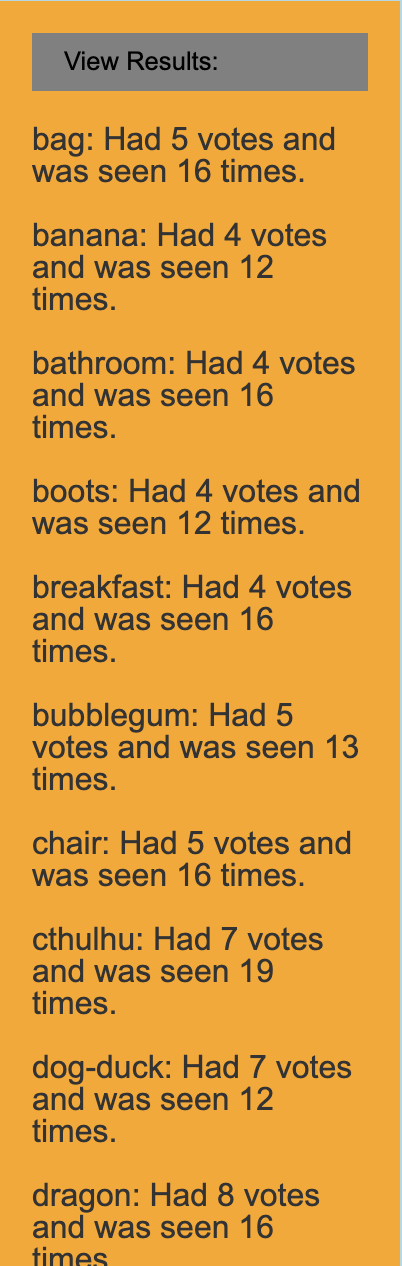 View Results:
bag: Had 5 votes and
was seen 16 times.
banana: Had 4 votes
and was seen 12
times.
bathroom: Had 4 votes
and was seen 16
times.
boots: Had 4 votes and
was seen 12 times.
breakfast: Had 4 votes
and was seen 16
times.
bubblegum: Had 5
votes and was seen 13
times.
chair: Had 5 votes and
was seen 16 times.
cthulhu: Had 7 votes
and was seen 19
times.
dog-duck: Had 7 votes
and was seen 12
times.
dragon: Had 8 votes
and was seen 16
times